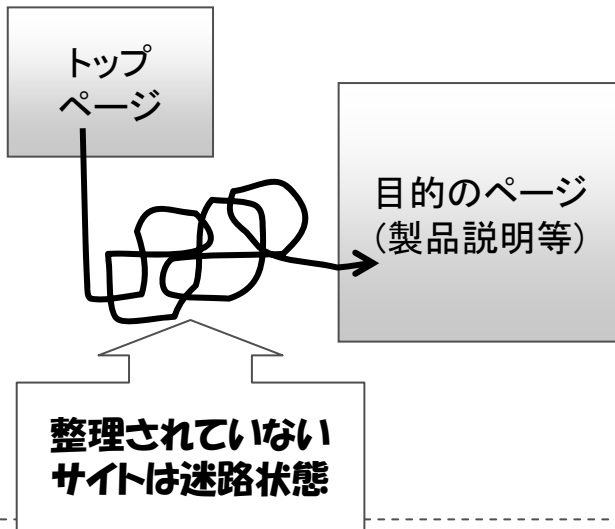 トップ
ページ
目的のページ
(製品説明等)
整理されていない
サイトは迷路状態